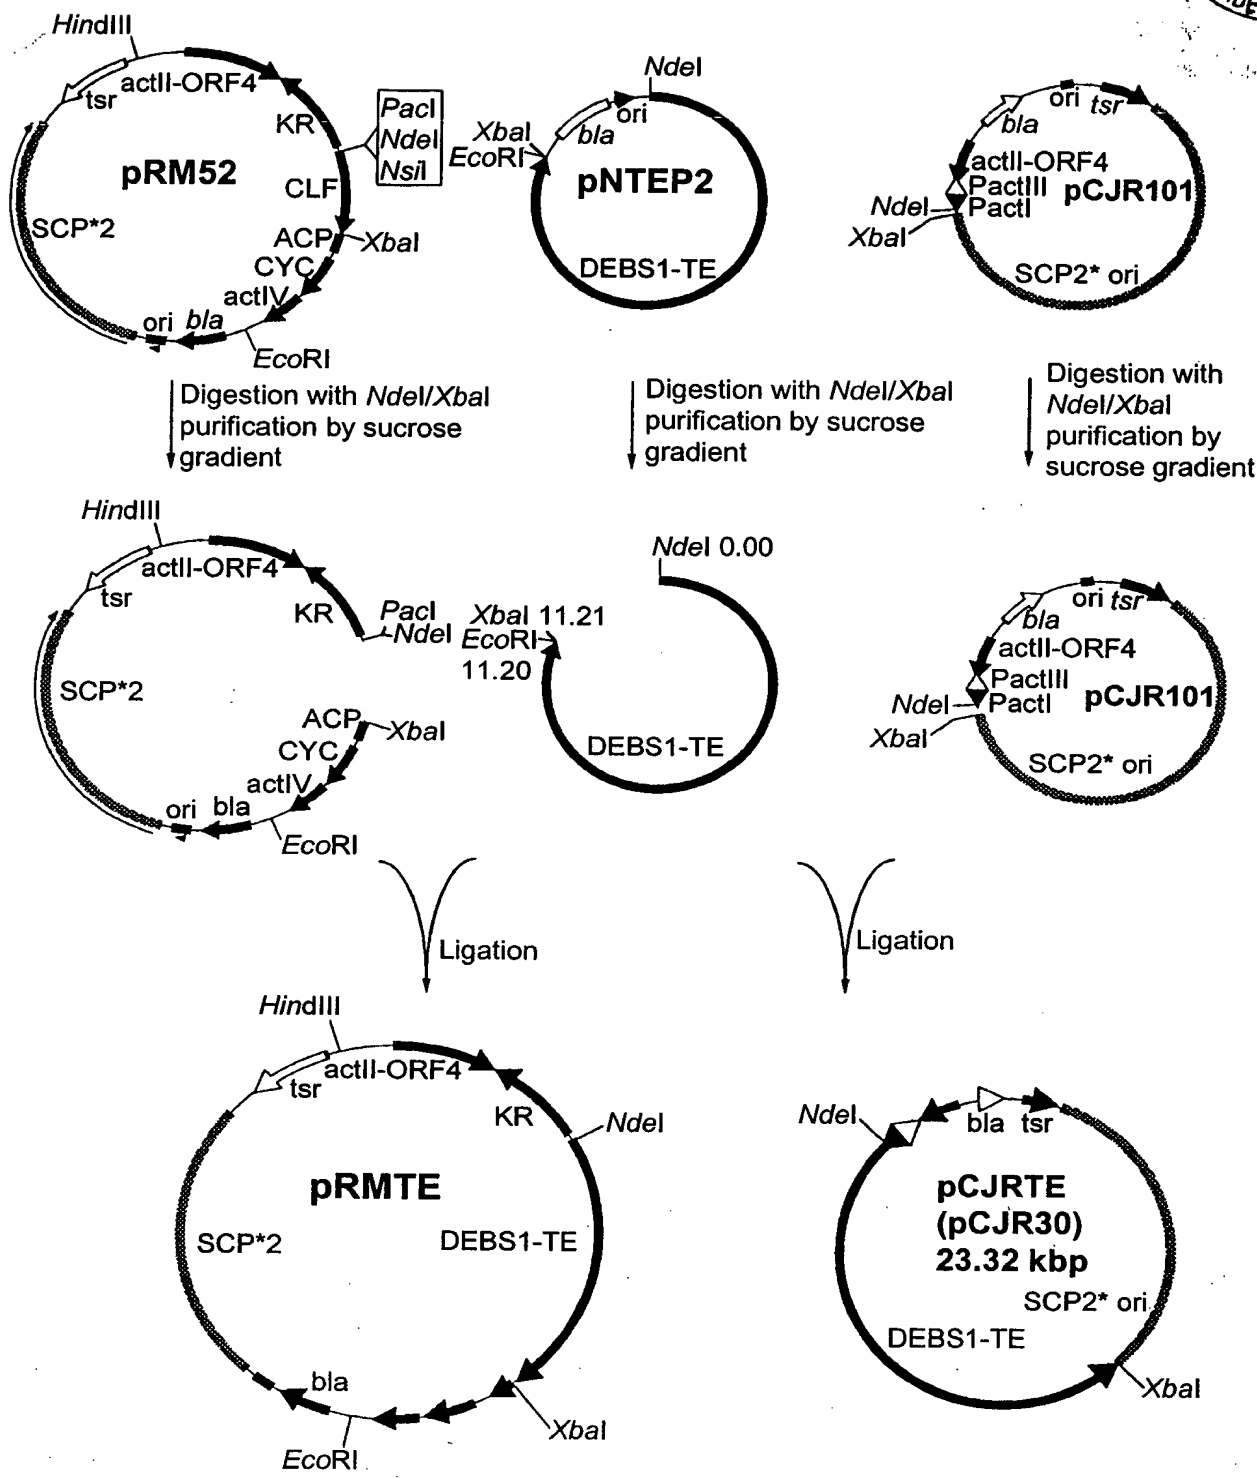 HindIII
actII-ORF4
tsr
KR
PacI
NdeI
NsiI
pRM52
CLF
SCP*2
ACP
XbaI
CYC
actIV
ori
bla
EcoRI
NdeI
ori
bla
XbaI
EcoRI
pNTEP2
DEBS1-TE
ori tsr
bla
actII-ORF4
PactIII
pCJR101
NdeI
PactI
XbaI
SCP2* ori
Digestion with NdeI/XbaI
purification by sucrose
gradient
Digestion with NdeI/XbaI
purification by sucrose
gradient
Digestion with
NdeI/XbaI
purification by
sucrose gradient
HindIII
actII-ORF4
tsr
KR
PacI
NdeI
SCP*2
ACP
XbaI
CYC
actIV
ori
bla
EcoRI
NdeI 0.00
XbaI 11.21
EcoRI
11.20
DEBS1-TE
ori tsr
bla
actII-ORF4
PactIII
NdeI
PactI
pCJR101
XbaI
SCP2* ori
Ligation
Ligation
HindIII
actII-ORF4
tsr
KR
NdeI
pRMTE
SCP*2
DEBS1-TE
bla
EcoRI
XbaI
NdeI
bla
tsr
pCJRTE
(pCJR30)
23.32 kbp
SCP2* ori
DEBS1-TE
XbaI